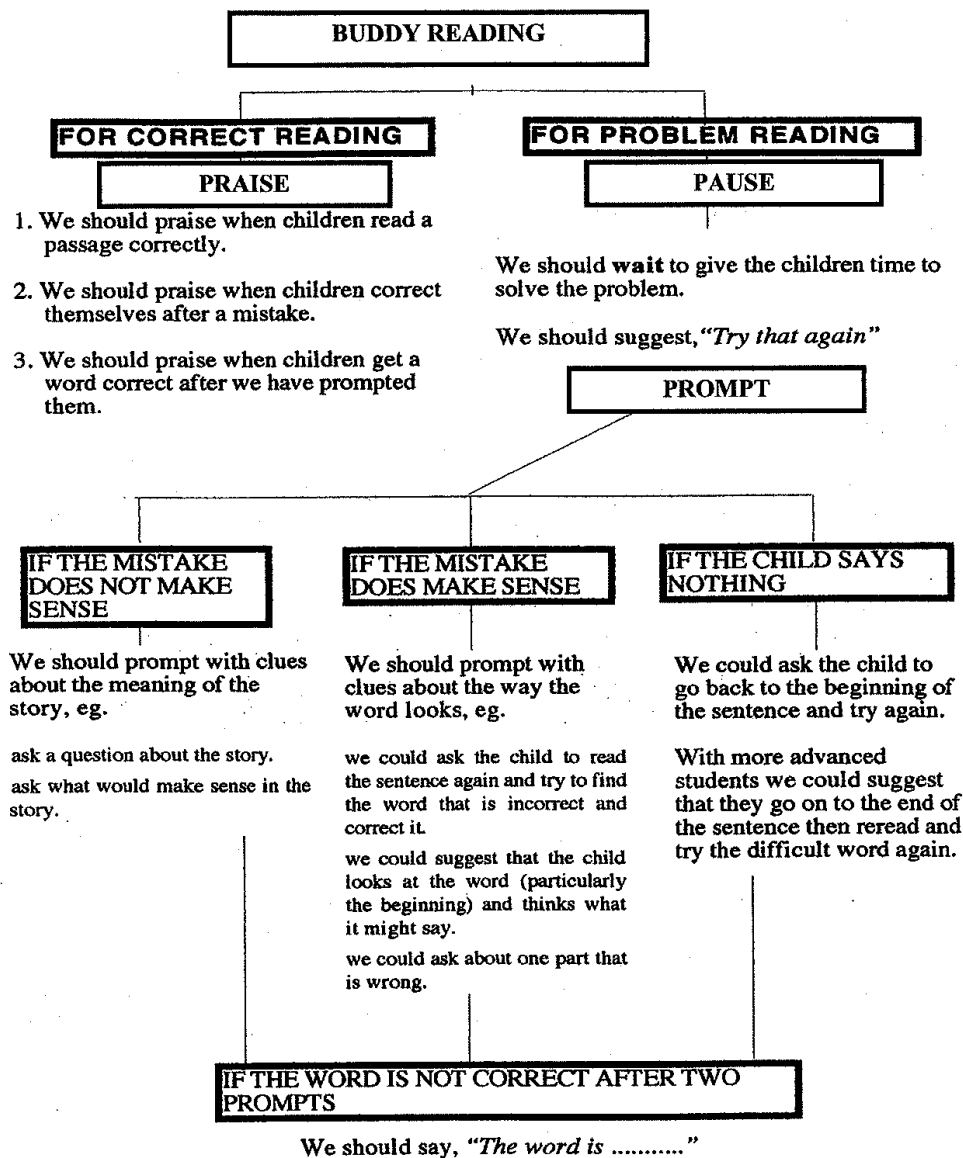 BUDDY READING
FOR CORRECT READING
PRAISE
1. We should praise when children read a
passage correctly.
2. We should praise when children correct
themselves after a mistake.
3. We should praise when children get a
word correct after we have prompted
them.
FOR PROBLEM READING
PAUSE
We should wait to give the children time to
solve the problem.
We should suggest, "Try that again"
PROMPT
IF THE MISTAKE
DOES NOT MAKE
SENSE
We should prompt with clues
about the meaning of the
story, eg.
ask a question about the story.
ask what would make sense in the
story.
IF THE MISTAKE
DOES MAKE SENSE
We should prompt with
clues about the way the
word looks, eg.
we could ask the child to read
the sentence again and try to find
the word that is incorrect and
correct it.
we could suggest that the child
looks at the word (particularly
the beginning) and thinks what
it might say.
we could ask about one part that
is wrong.
IF THE CHILD SAYS
NOTHING
We could ask the child to
go back to the beginning of
the sentence and try again.
With more advanced
students we could suggest
that they go on to the end of
the sentence then reread and
try the difficult word again.
IF THE WORD IS NOT CORRECT AFTER TWO
PROMPTS
We should say, "The word is ..........."